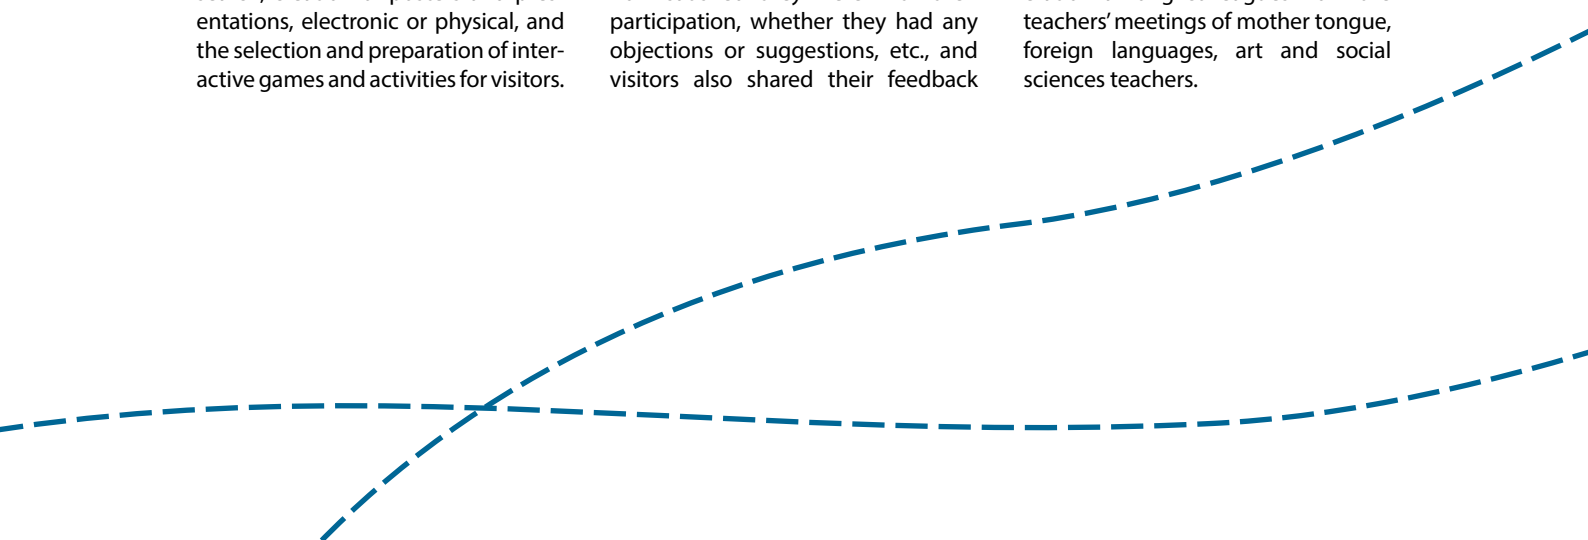 entations, electronic or physical, and
the selection and preparation of inter-
active games and activities for visitors.
participation, whether they had any
objections or suggestions, etc., and
visitors also shared their feedback
teachers’ meetings of mother tongue,
foreign languages, art and social
sciences teachers.